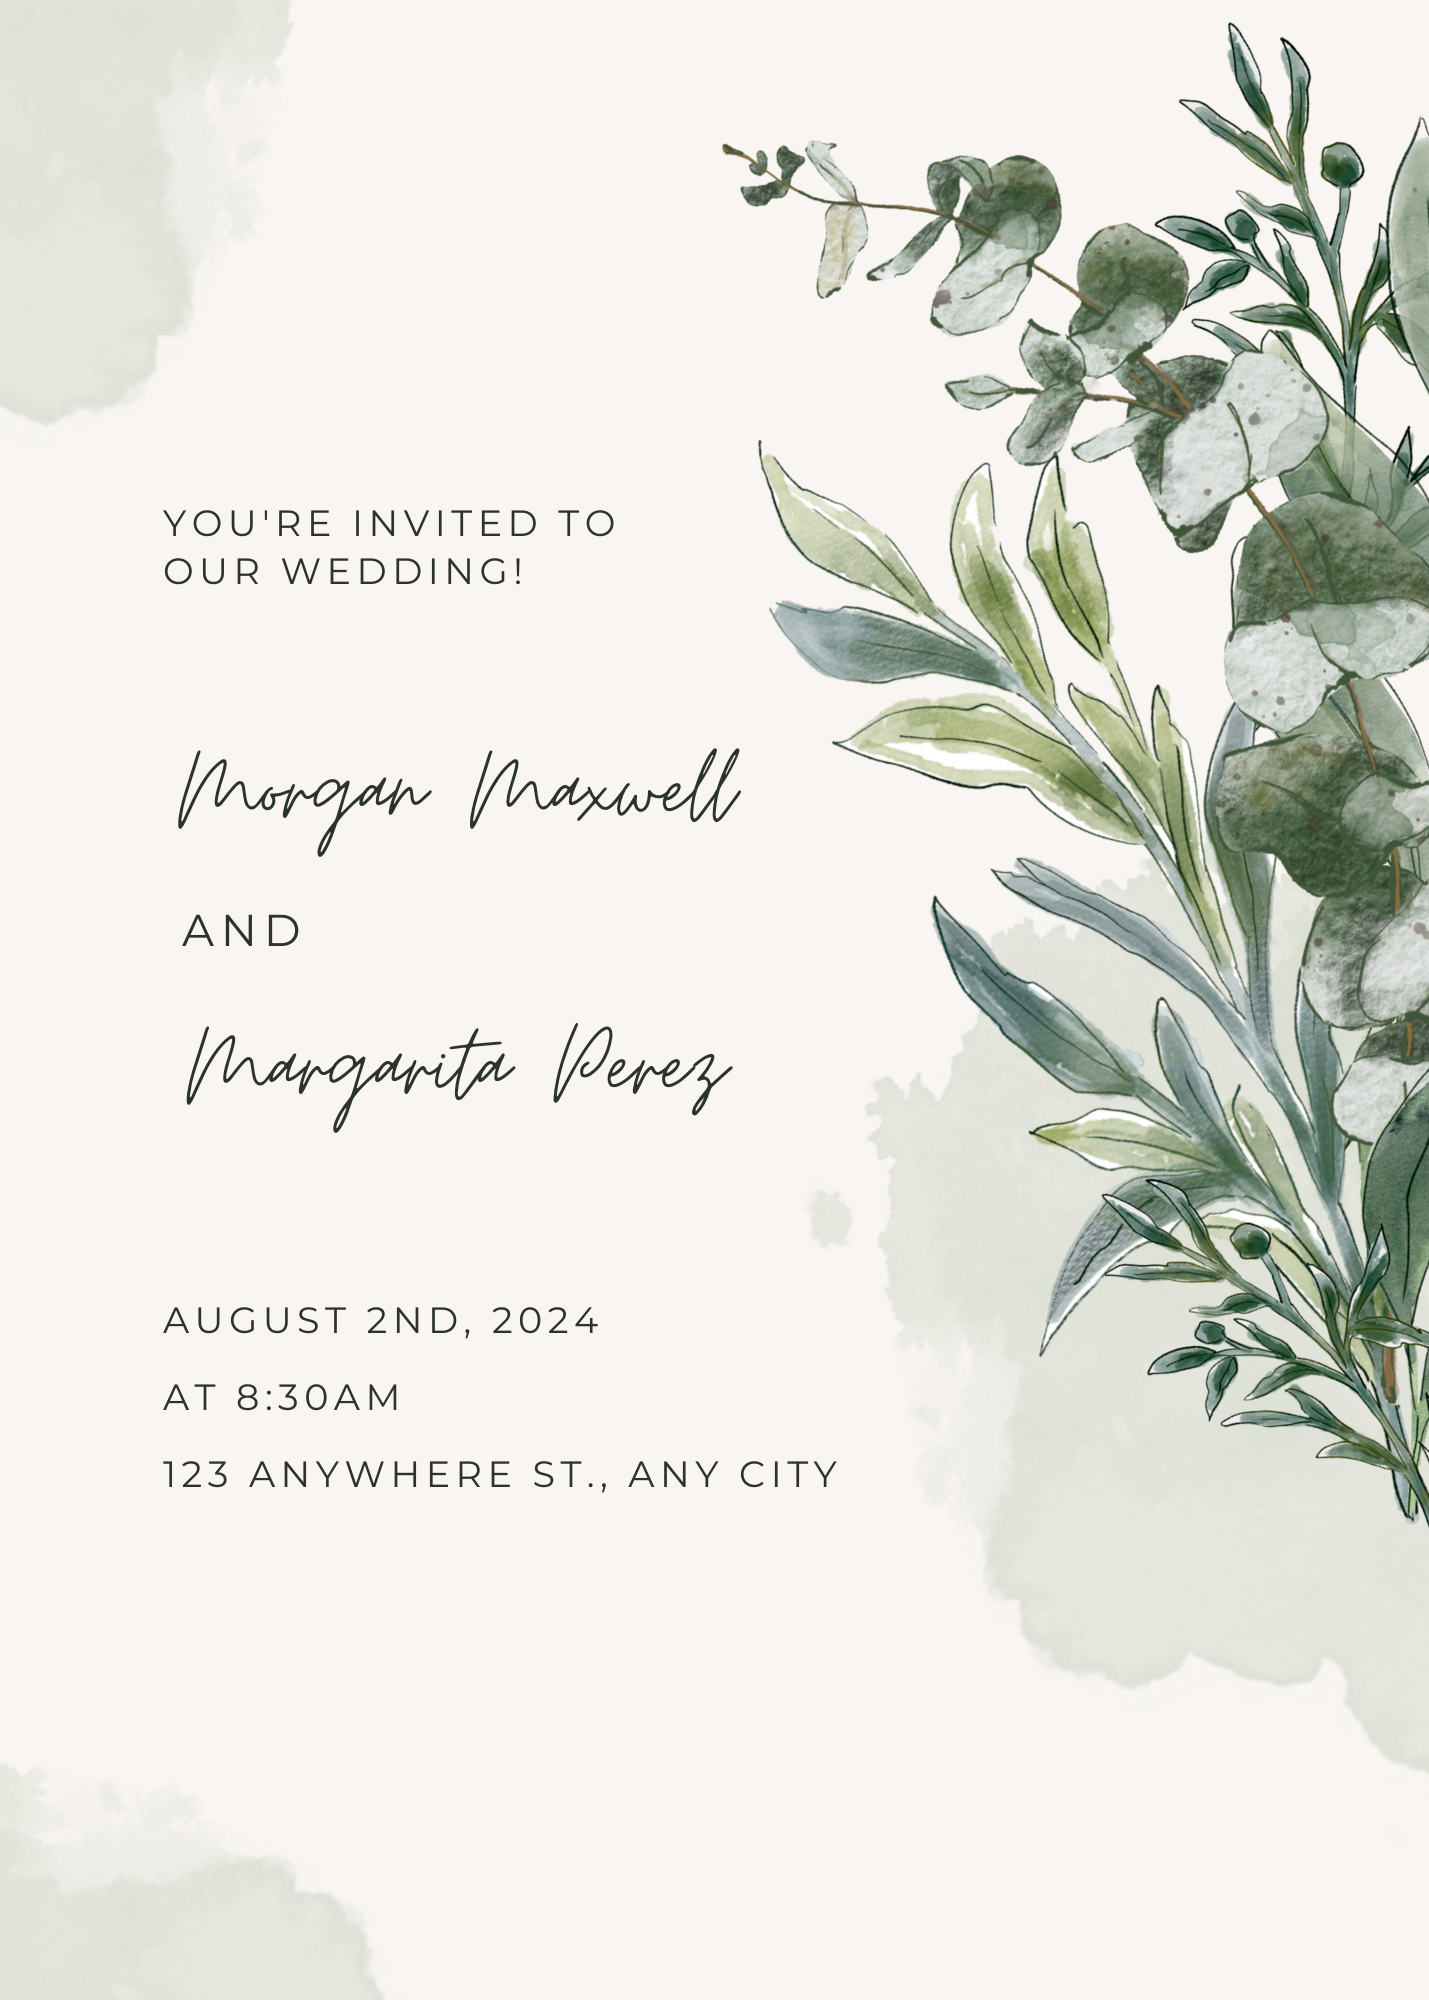 YOU'RE INVITED TO
OUR WEDDING!
Morgan Maxwell
AND
Margarita Perez
AUGUST 2ND, 2024
AT 8:30AM
123 ANYWHERE ST., ANY CITY